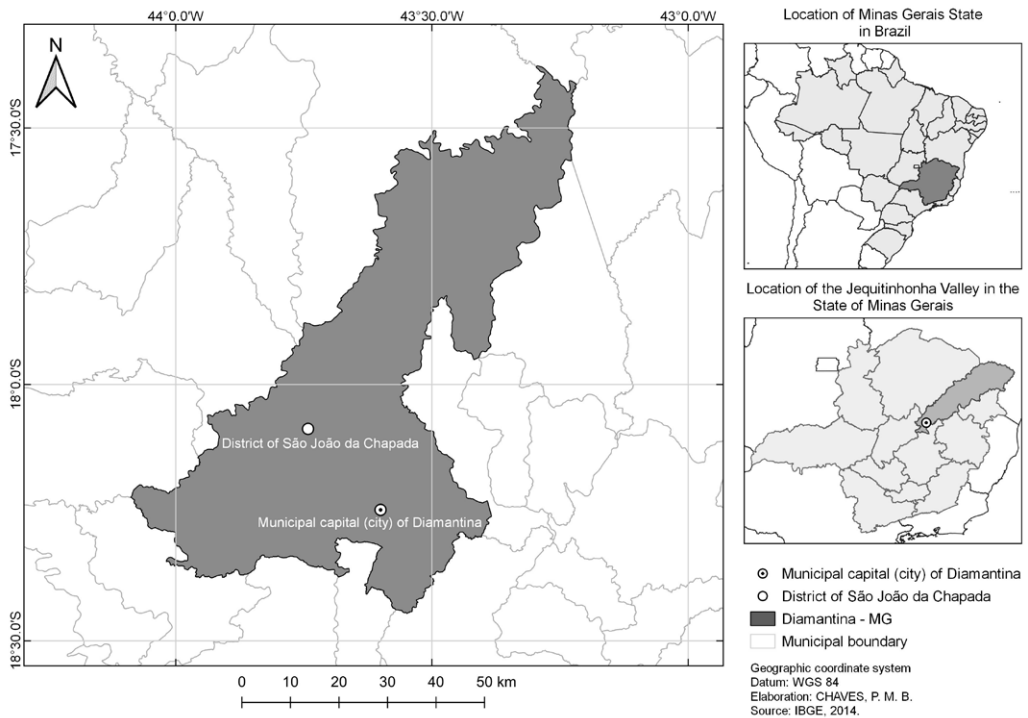 44°0.0'W 43°30.0'W 43°0.0'W
N
17°30.0'S
18°0.0'S
18°30.0'S
District of São João da Chapada
Municipal capital (city) of Diamantina
0 10 20 30 40 50 km
Location of Minas Gerais State
in Brazil
Location of the Jequitinhonha Valley in the
State of Minas Gerais
Municipal capital (city) of Diamantina
District of São João da Chapada
Diamantina - MG
Municipal boundary
Geographic coordinate system
Datum: WGS 84
Elaboration: CHAVES, P. M. B.
Source: IBGE, 2014.